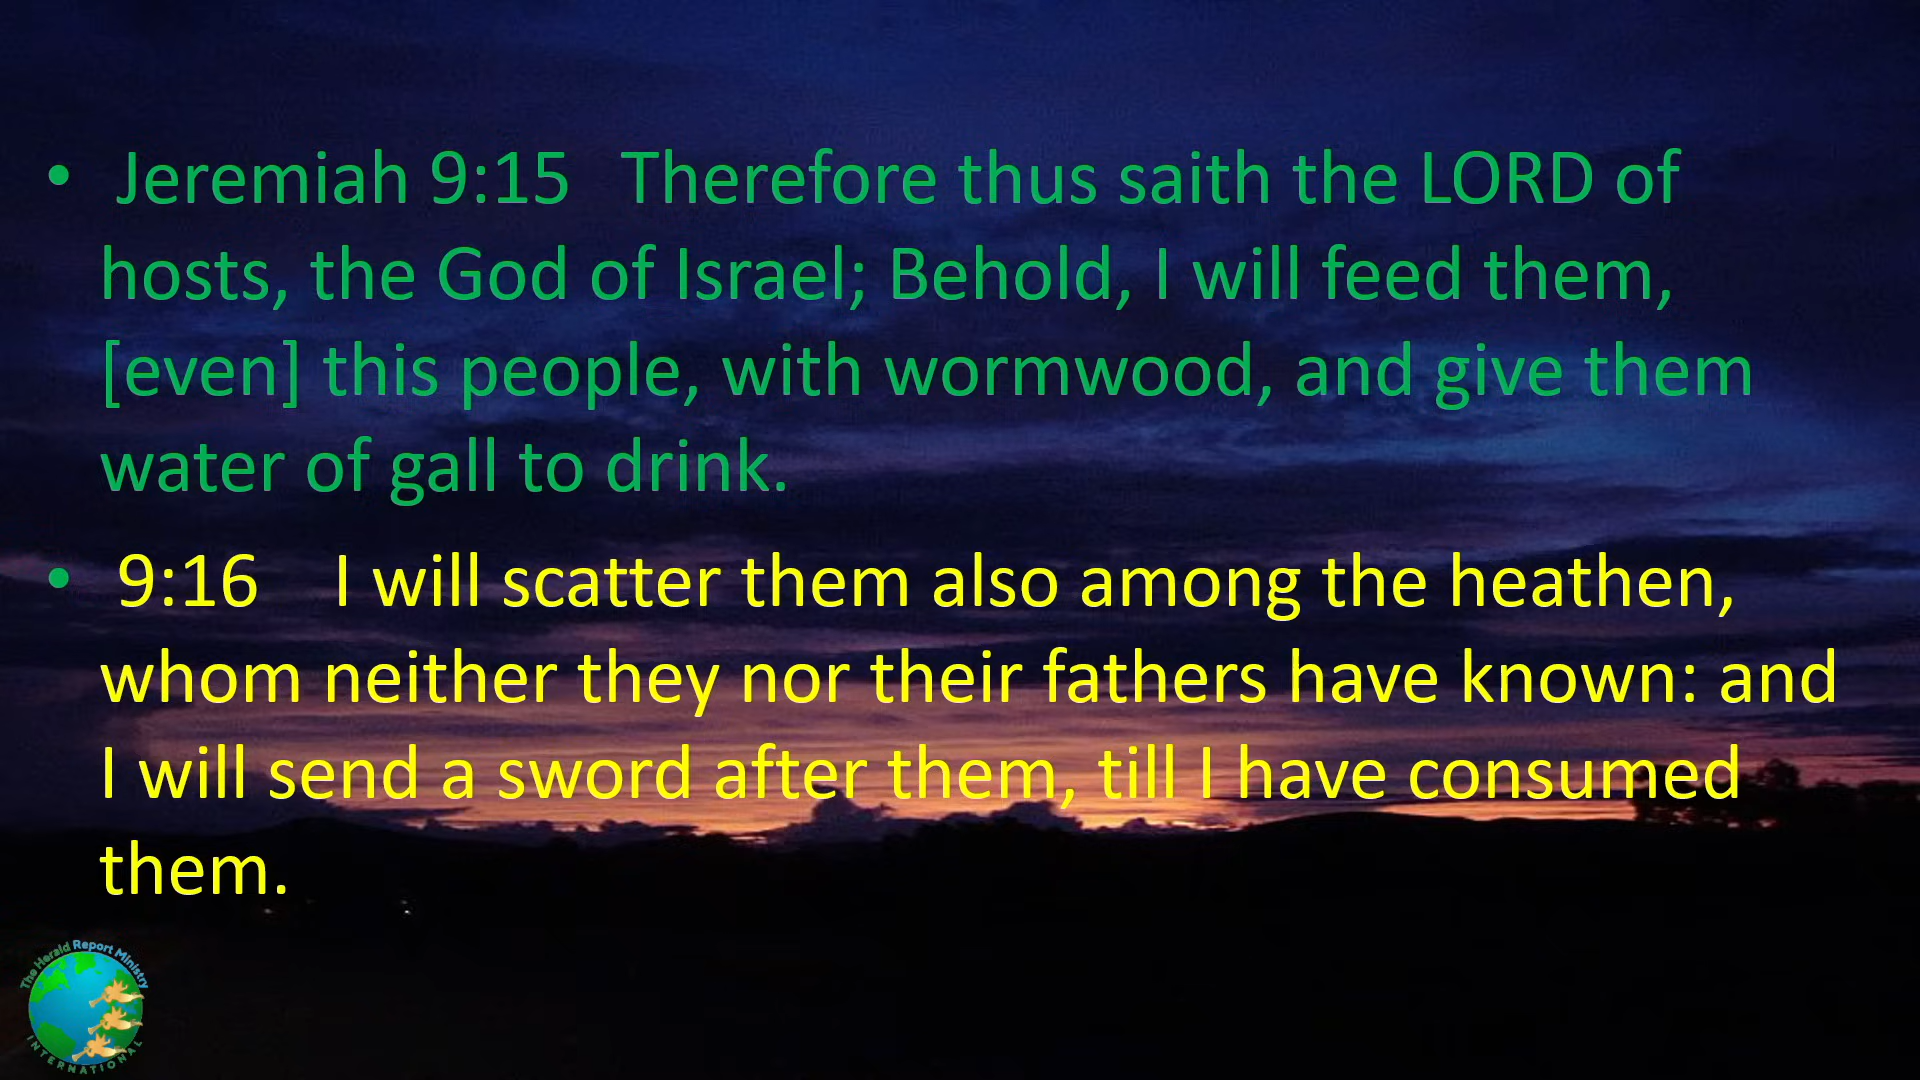 • Jeremiah 9:15 Therefore thus saith the LORD of
hosts, the God of Israel; Behold, I will feed them,
[even] this people, with wormwood, and give them
water of gall to drink.
• 9:16 I will scatter them also among the heathen,
whom neither they nor their fathers have known: and
I will send a sword after them, till I have consumed
them.
The Herald Report Ministry
INTERNATIONAL